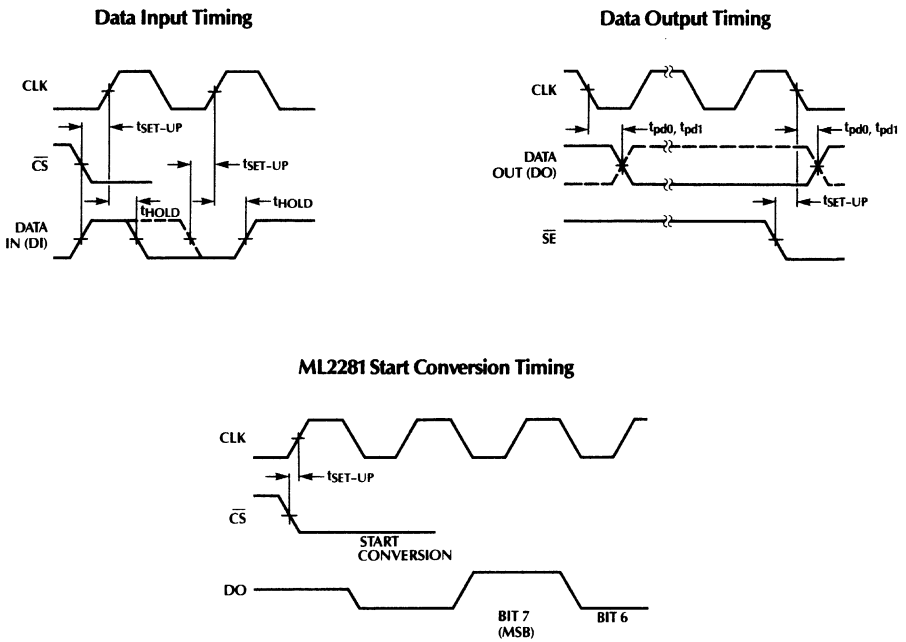 Data Input Timing
CLK
tSET-UP
CS
tSET-UP
tHOLD
tHOLD
DATA
IN (DI)
Data Output Timing
CLK
tpd0, tpd1
tpd0, tpd1
DATA
OUT (DO)
tSET-UP
SE
ML2281 Start Conversion Timing
CLK
tSET-UP
CS
START
CONVERSION
DO
BIT 7
(MSB)
BIT 6